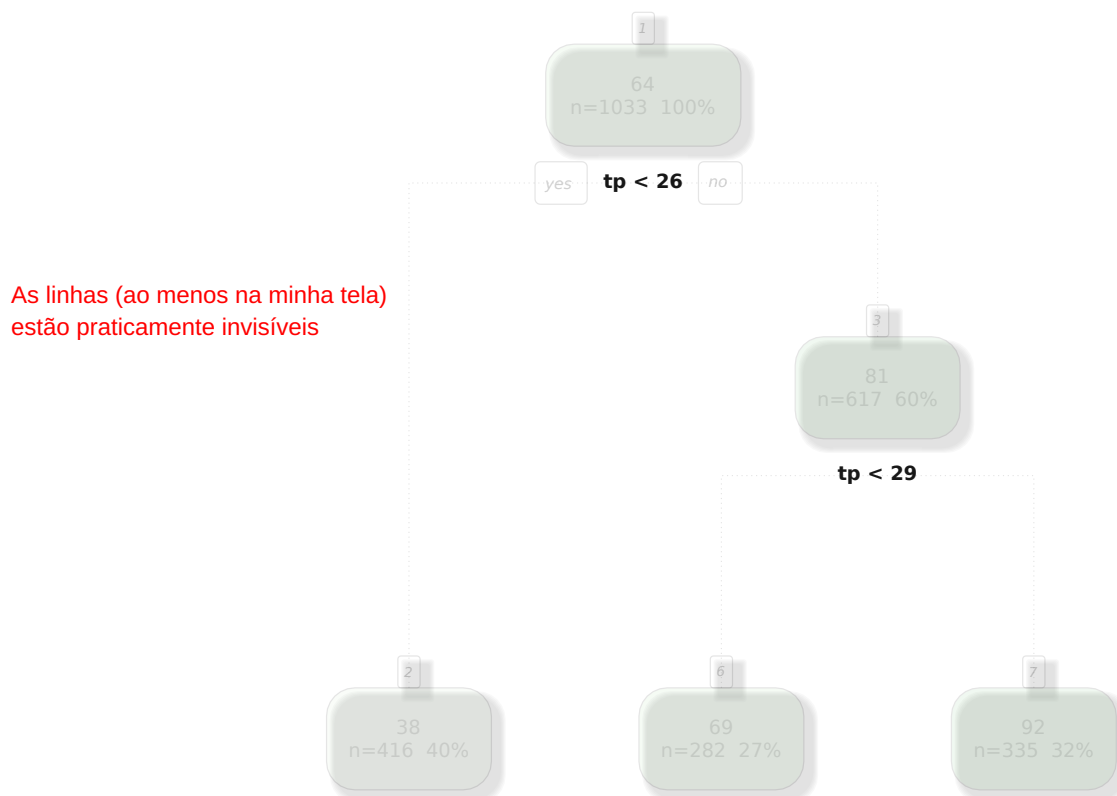 1
64
n=1033 100%
yes tp < 26 no
As linhas (ao menos na minha tela)
estão praticamente invisíveis
3
81
n=617 60%
tp < 29
2 6 7
38 69 92
n=416 40% n=282 27% n=335 32%